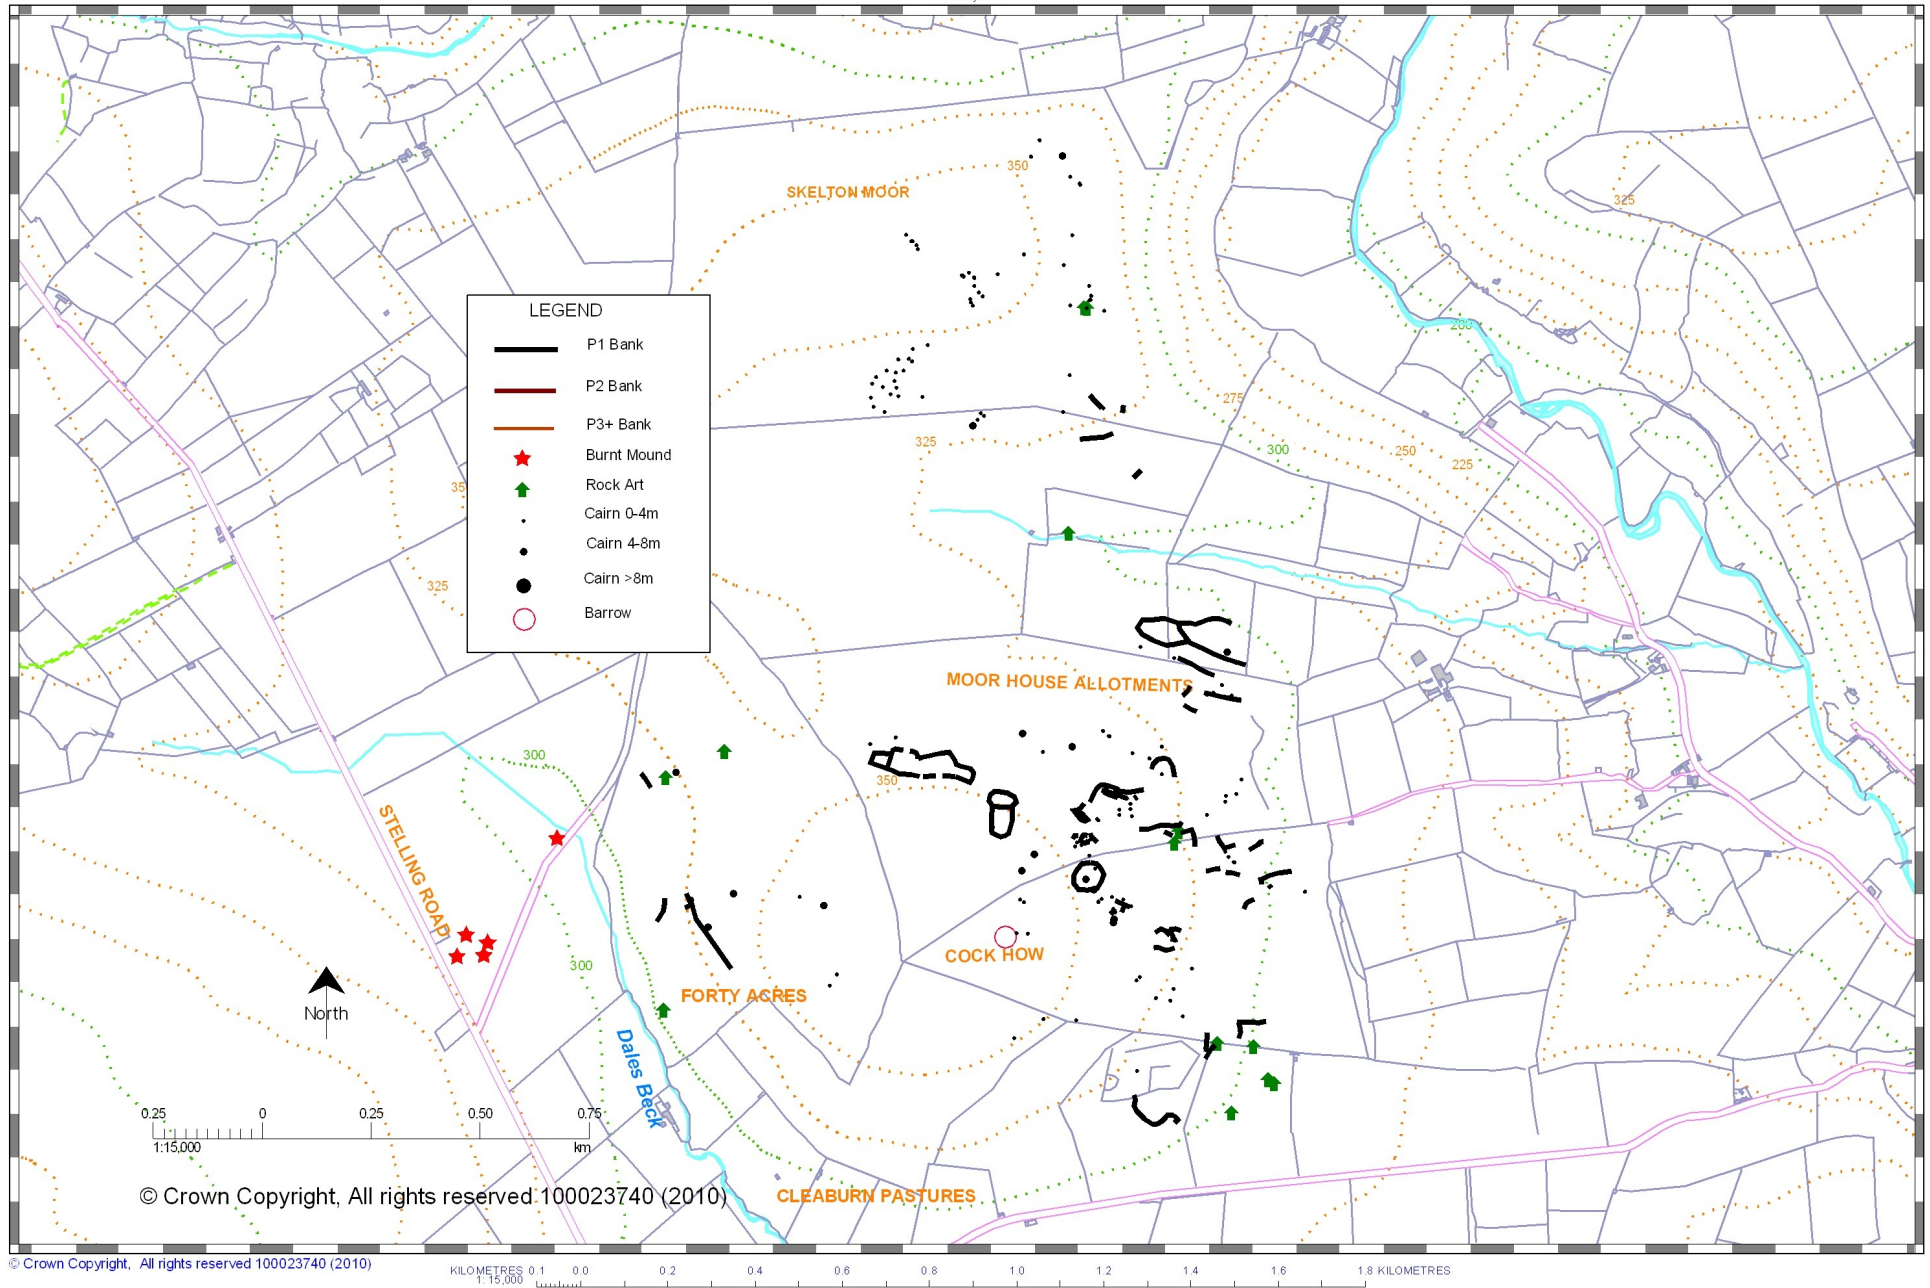 350
SKELTON MOOR
325
200
LEGEND
P1 Bank
P2 Bank
P3+ Bank
Burnt Mound
Rock Art
Cairn 0-4m
Cairn 4-8m
Cairn >8m
Barrow
275
325
300
250
225
35
325
MOOR HOUSE ALLOTMENTS
300
350
STELLING ROAD
COCK HOW
300
FORTY ACRES
North
Dales Beck
0.25 0 0.25 0.50 0.75
1:15,000 km
© Crown Copyright, All rights reserved 100023740 (2010)
CLEABURN PASTURES
© Crown Copyright, All rights reserved 100023740 (2010)
KILOMETRES 0.1 0.0 0.2 0.4 0.6 0.8 1.0 1.2 1.4 1.6 1.8 KILOMETRES
1:15,000